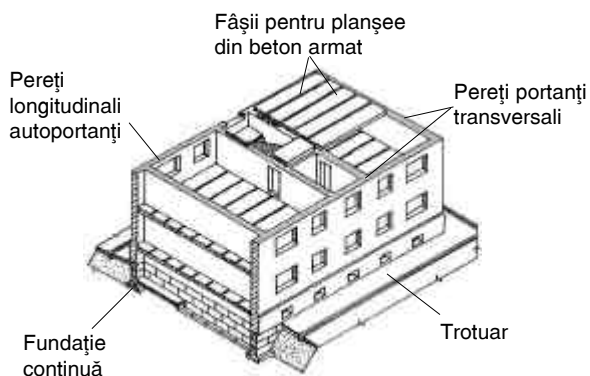 Fâşii pentru planşee
din beton armat
Pereţi
longitudinali
autoportanţi
Pereţi portanţi
transversali
Fundaţie
continuă
Trotuar